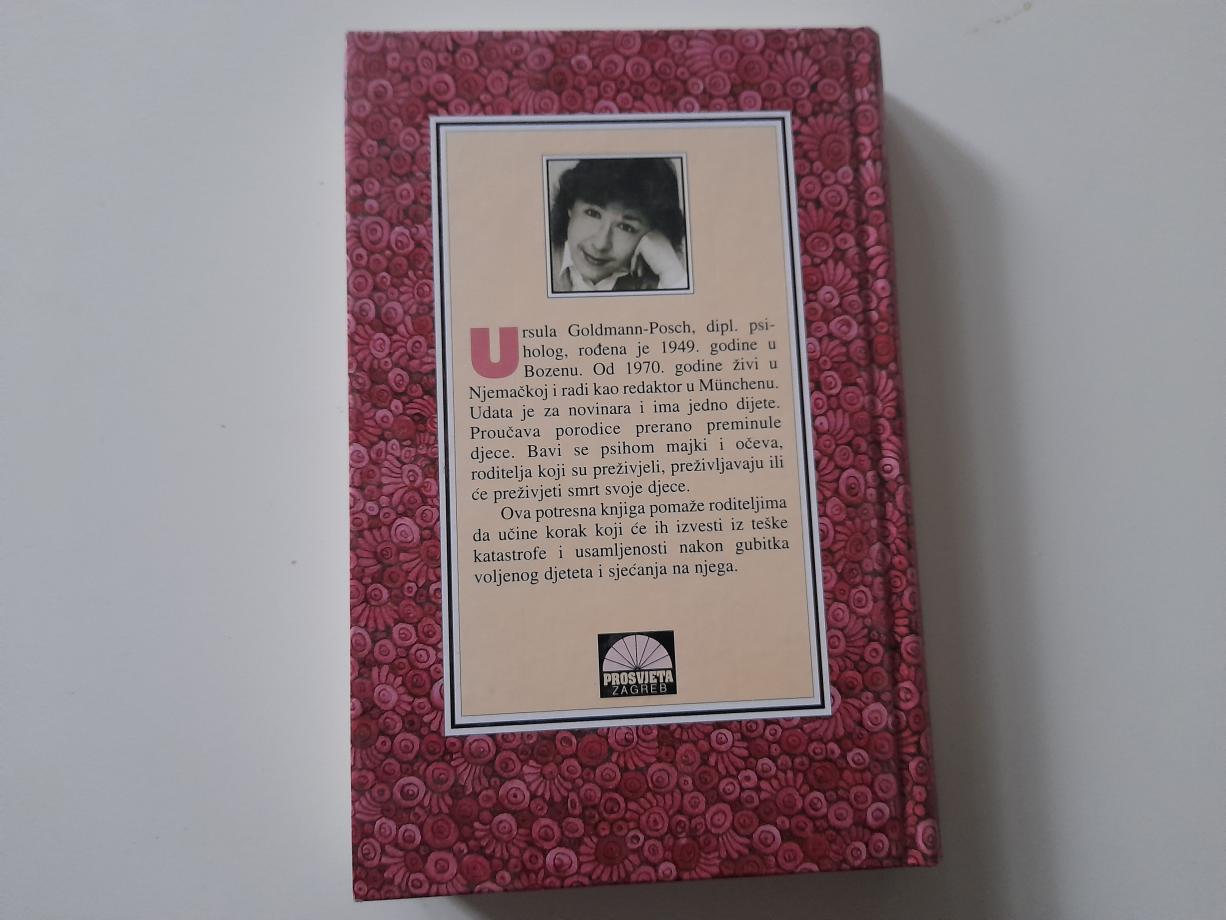 Ursula Goldmann-Posch, dipl. psi-
holog, rođena je 1949. godine u
Bozenu. Od 1970. godine živi u
Njemačkoj i radi kao redaktor u Münchenu.
Udata je za novinara i ima jedno dijete.
Proučava porodice prerano preminule
djece. Bavi se psihom majki i očeva,
roditelja koji su preživjeli, preživljavaju ili
će preživjeti smrt svoje djece.
Ova potresna knjiga pomaže roditeljima
da učine korak koji će ih izvesti iz teške
katastrofe i usamljenosti nakon gubitka
voljenog djeteta i sjećanja na njega.
PROSVJETA
ZAGREB